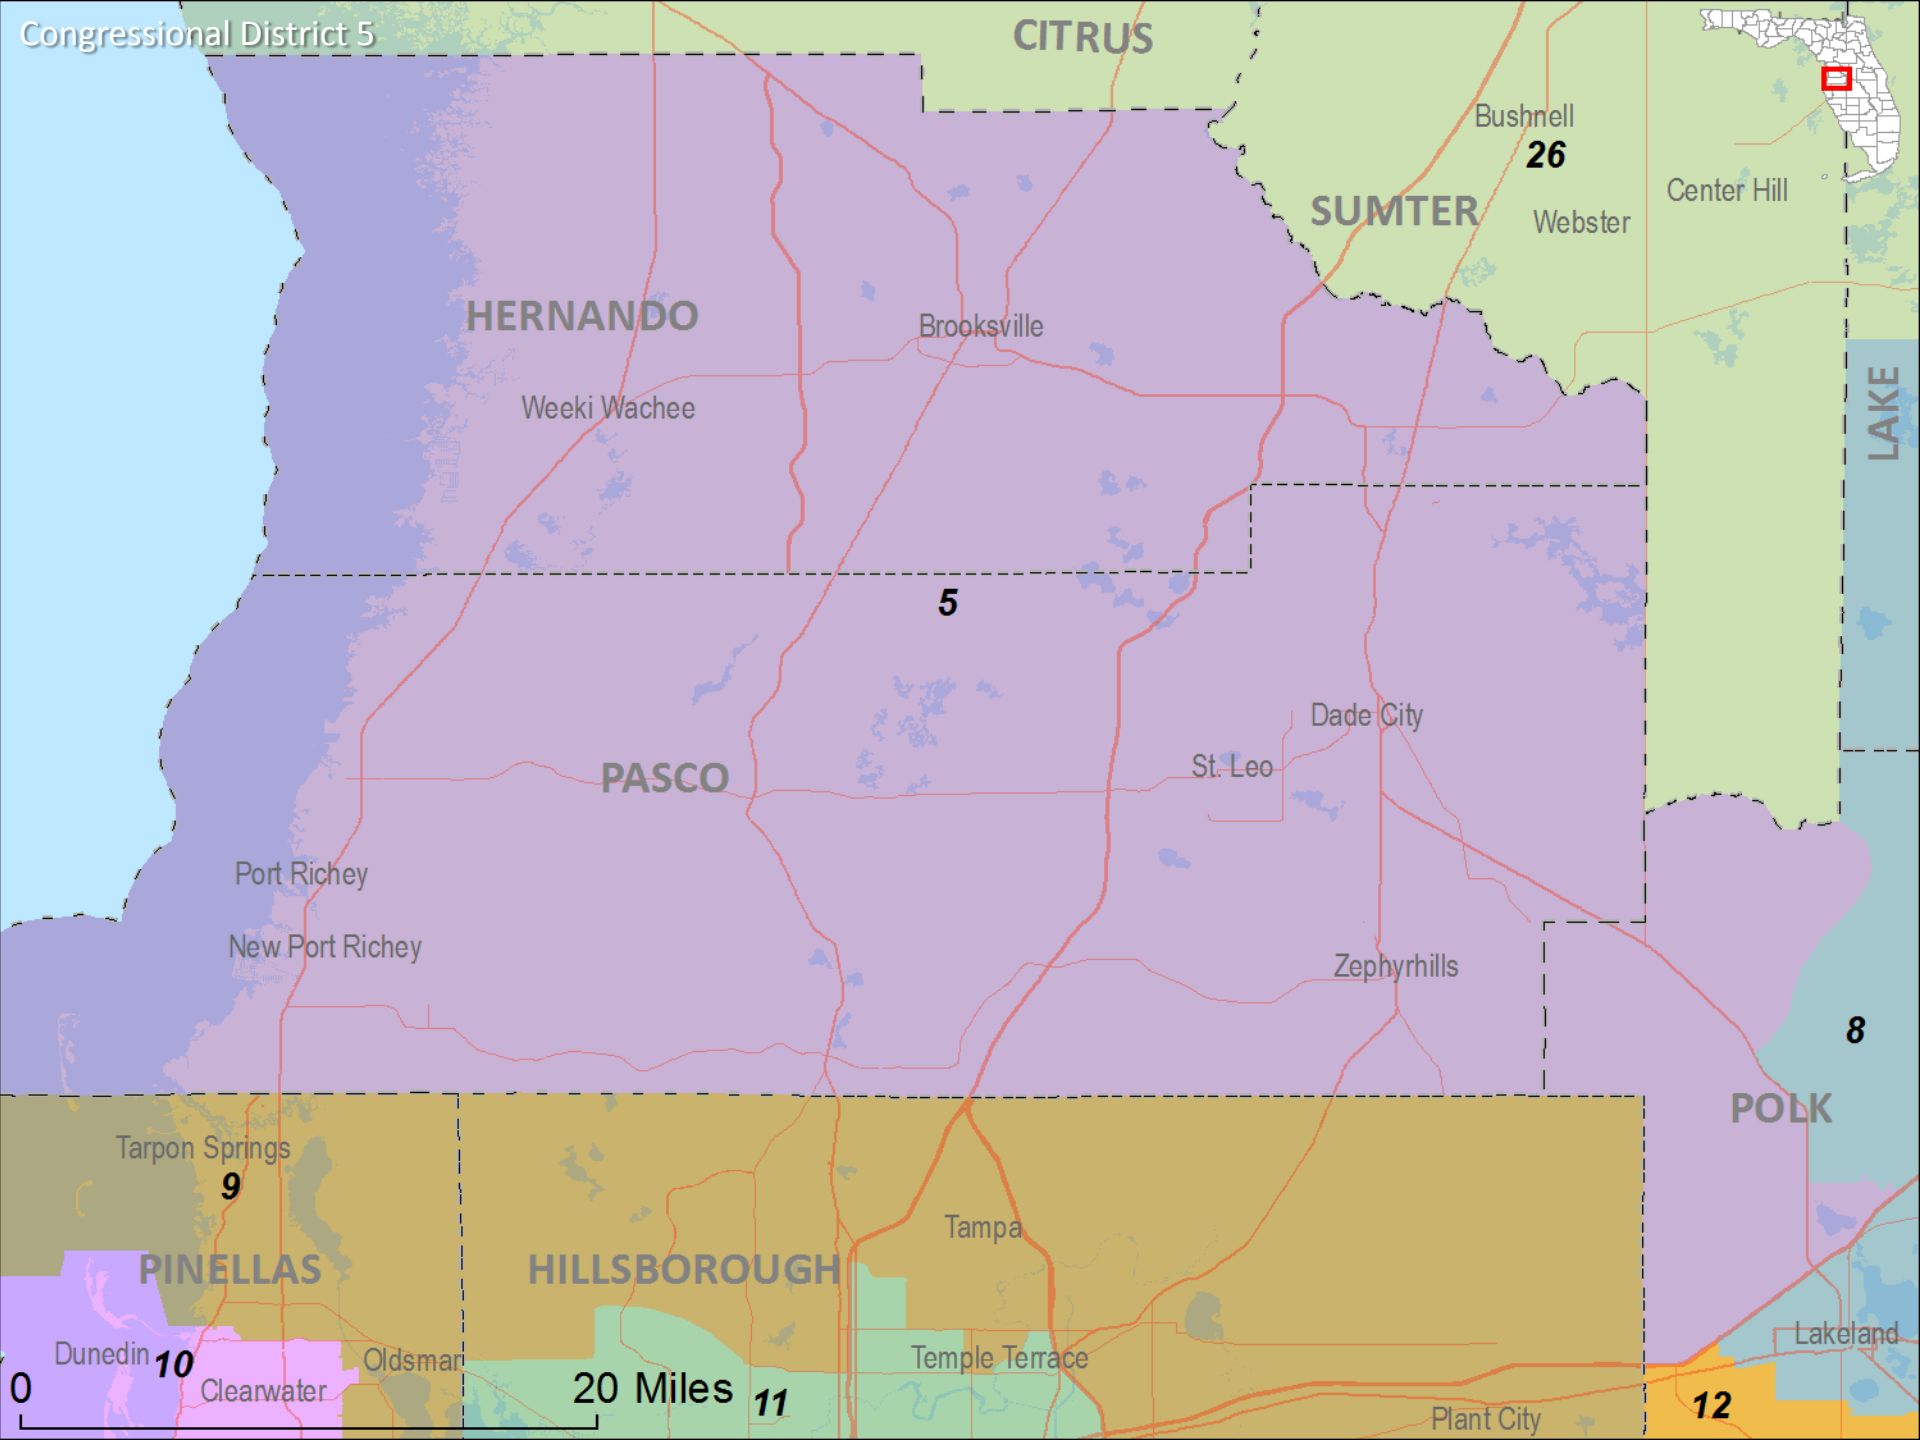 Congressional District 5
CITRUS
Bushnell
26
Center Hill
SUMTER
Webster
HERNANDO
Brooksville
Weeki Wachee
LAKE
5
Dade City
St. Leo
PASCO
Port Richey
New Port Richey
Zephyrhills
8
POLK
Tarpon Springs
9
Tampa
PINELLAS
HILLSBOROUGH
Dunedin
10
Oldsmar
Temple Terrace
Lakeland
Clearwater
0
20 Miles
11
12
Plant City